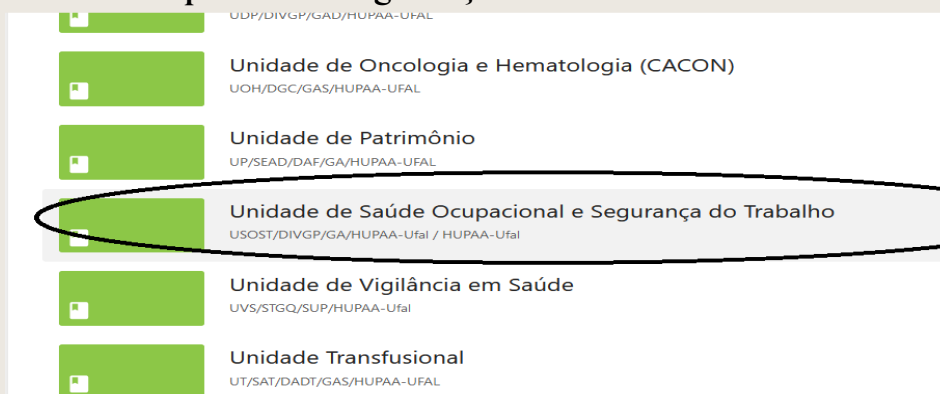 UDP/DIVGP/GAD/HUPAA-UFAL
Unidade de Oncologia e Hematologia (CACON)
UOH/DGC/GAS/HUPAA-UFAL
Unidade de Patrimônio
UP/SEAD/DAF/GA/HUPAA-UFAL
Unidade de Saúde Ocupacional e Segurança do Trabalho
USOST/DIVGP/GA/HUPAA-Ufal / HUPAA-Ufal
Unidade de Vigilância em Saúde
UVS/STGQ/SUP/HUPAA-Ufal
Unidade Transfusional
UT/SAT/DADT/GAS/HUPAA-UFAL